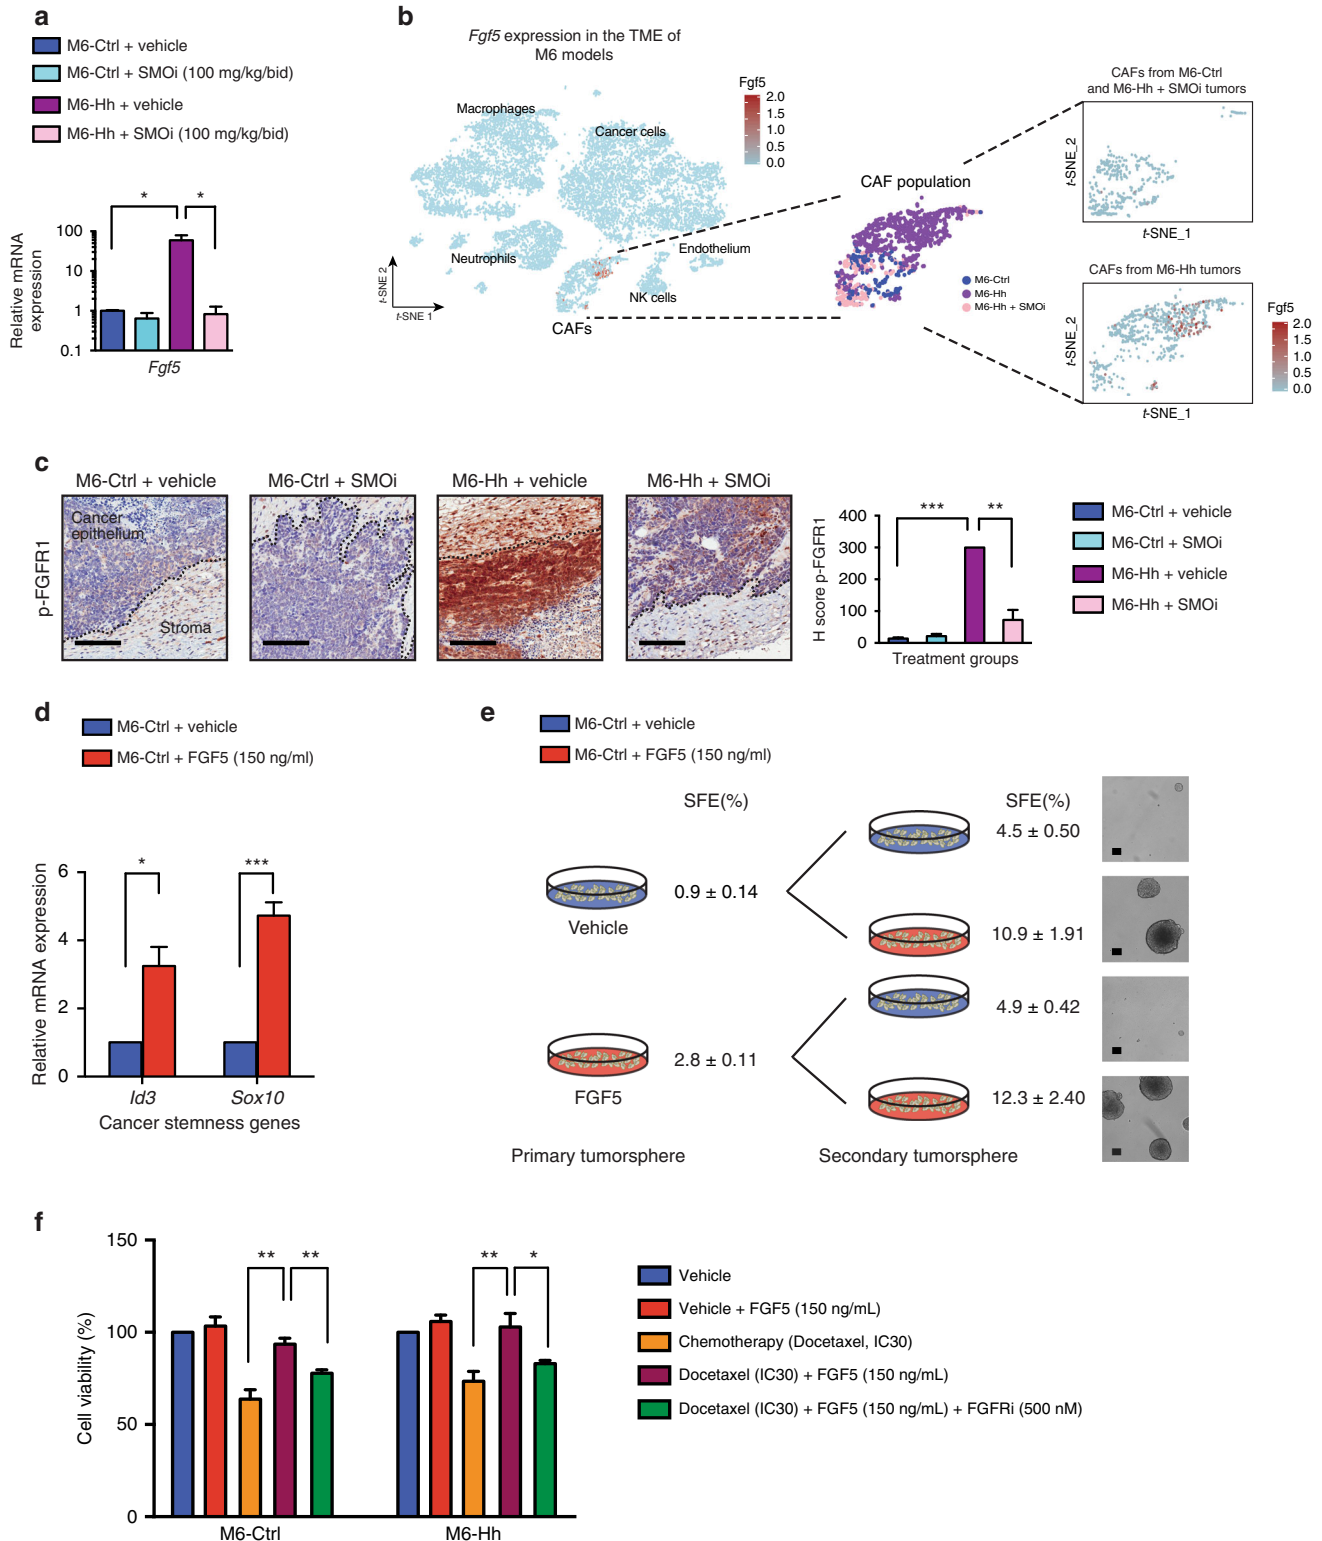 a
M6-Ctrl + vehicle
M6-Ctrl + SMOi (100 mg/kg/bid)
M6-Hh + vehicle
M6-Hh + SMOi (100 mg/kg/bid)
* *
Relative mRNA
expression
100
10
1
0.1
Fgf5
b
Fgf5 expression in the TME of
M6 models
Macrophages
Cancer cells
Neutrophils
Endothelium
NK cells
CAFs
t-SNE 2
t-SNE 1
Fgf5
2.0
1.5
1.0
0.5
0.0
CAF population
M6-Ctrl
M6-Hh
M6-Hh + SMOi
CAFs from M6-Ctrl
and M6-Hh + SMOi tumors
t-SNE_2
t-SNE_1
CAFs from M6-Hh tumors
t-SNE_2
t-SNE_1
Fgf5
2.0
1.5
1.0
0.5
0.0
c
M6-Ctrl + vehicle
M6-Ctrl + SMOi
M6-Hh + vehicle
M6-Hh + SMOi
p-FGFR1
Cancer
epithelium
Stroma
H score p-FGFR1
400
300
200
100
0
*** **
Treatment groups
M6-Ctrl + vehicle
M6-Ctrl + SMOi
M6-Hh + vehicle
M6-Hh + SMOi
d
M6-Ctrl + vehicle
M6-Ctrl + FGF5 (150 ng/ml)
Relative mRNA expression
6
4
2
0
* ***
Id3 Sox10
Cancer stemness genes
e
M6-Ctrl + vehicle
M6-Ctrl + FGF5 (150 ng/ml)
SFE(%)
SFE(%)
Vehicle
0.9 ± 0.14
4.5 ± 0.50
10.9 ± 1.91
FGF5
2.8 ± 0.11
4.9 ± 0.42
12.3 ± 2.40
Primary tumorsphere
Secondary tumorsphere
f
Cell viability (%)
150
100
50
0
** **
** *
M6-Ctrl
M6-Hh
Vehicle
Vehicle + FGF5 (150 ng/mL)
Chemotherapy (Docetaxel, IC30)
Docetaxel (IC30) + FGF5 (150 ng/mL)
Docetaxel (IC30) + FGF5 (150 ng/mL) + FGFRi (500 nM)